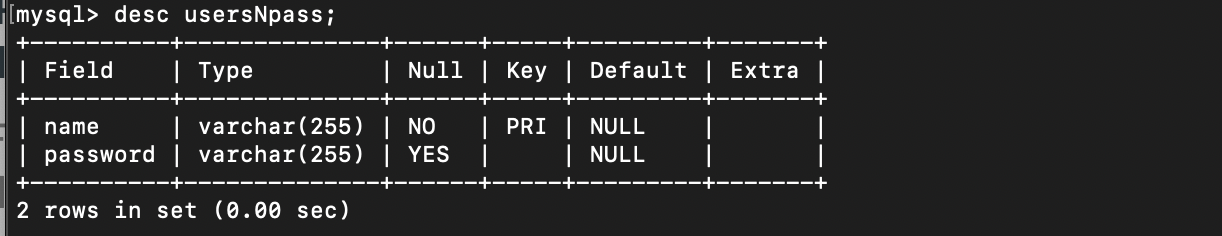 [mysql> desc usersNpass;
+----------+--------------+------+-----+---------+-------+
| Field    | Type         | Null | Key | Default | Extra |
+----------+--------------+------+-----+---------+-------+
| name     | varchar(255) | NO   | PRI | NULL    |       |
| password | varchar(255) | YES  |     | NULL    |       |
+----------+--------------+------+-----+---------+-------+
2 rows in set (0.00 sec)